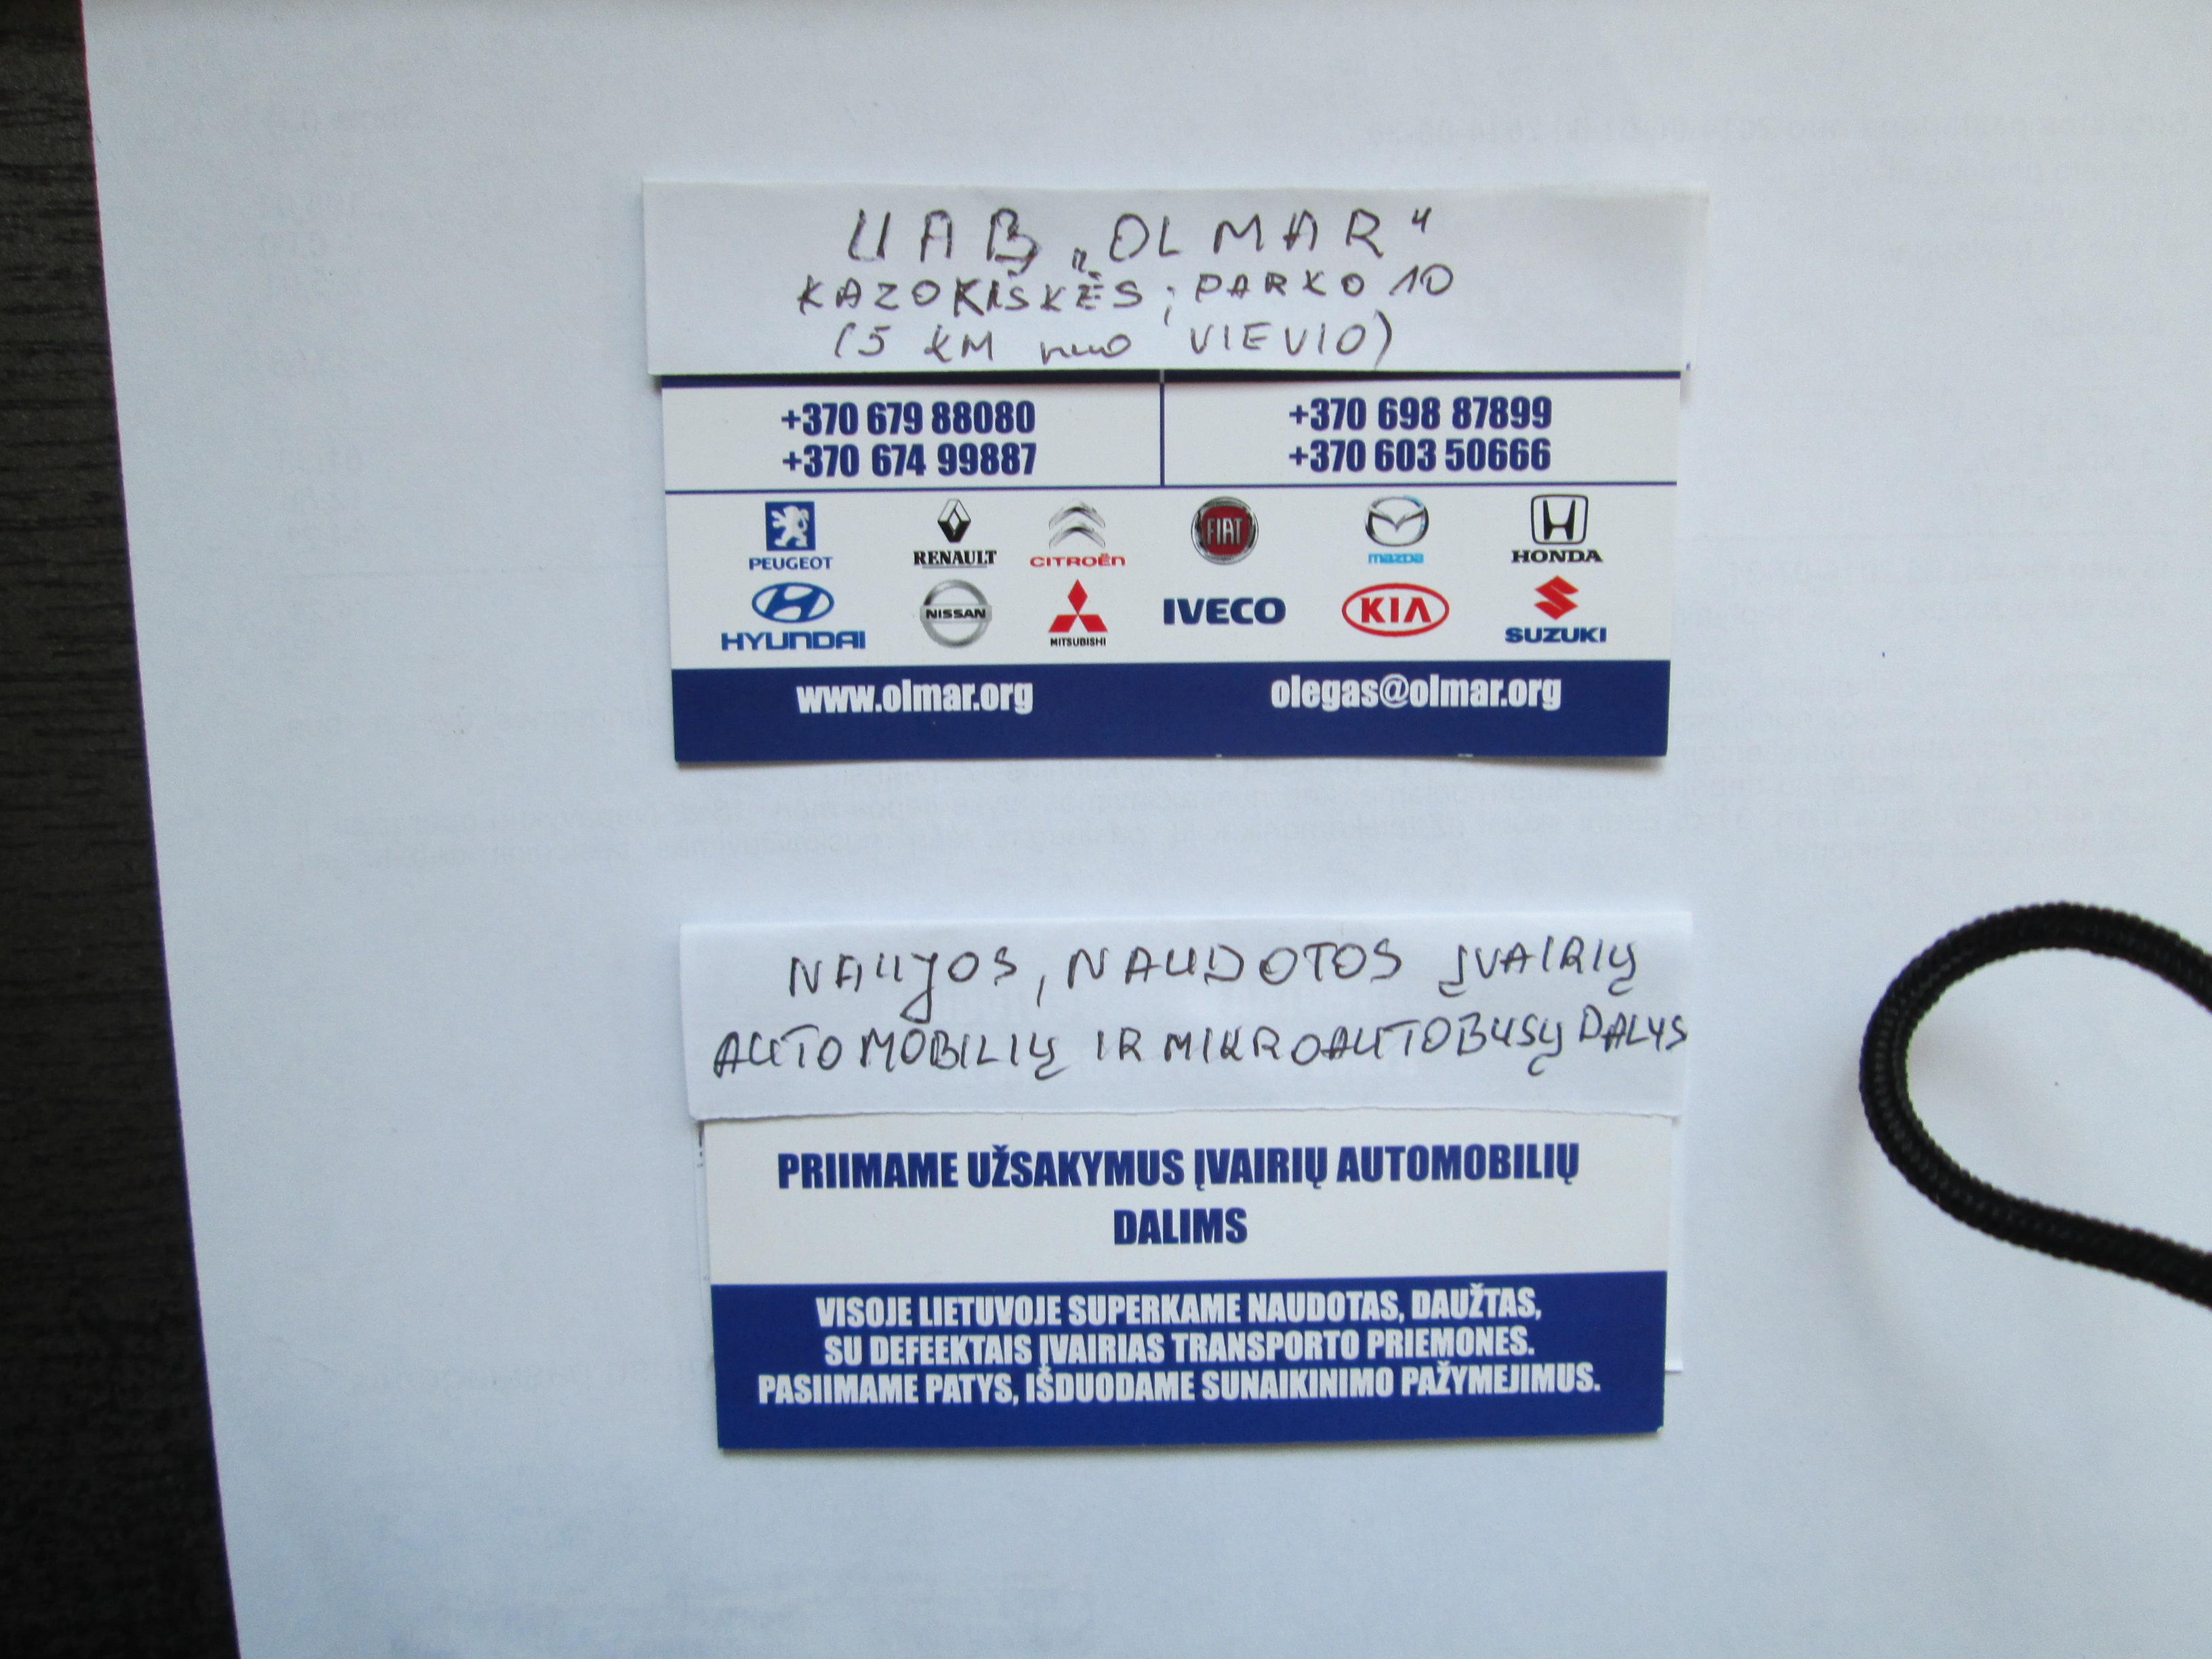 UAB „OLMAR“
KAZOKIŠKĖS; PARKO 10
(5 KM nuo VIEVIO)
+370 679 88080
+370 674 99887
+370 698 87899
+370 603 50666
PEUGEOT
RENAULT
CITROËN
FIAT
mazda
HONDA
HYUNDAI
NISSAN
MITSUBISHI
IVECO
KIA
SUZUKI
www.olmar.org
olegas@olmar.org
NAUJOS, NAUDOTOS ĮVAIRIŲ
AUTOMOBILIŲ IR MIKROAUTOBUSŲ DALYS
PRIIMAME UŽSAKYMUS ĮVAIRIŲ AUTOMOBILIŲ
DALIMS
VISOJE LIETUVOJE SUPERKAME NAUDOTAS, DAUŽTAS,
SU DEFEEKTAIS ĮVAIRIAS TRANSPORTO PRIEMONES.
PASIIMAME PATYS, IŠDUODAME SUNAIKINIMO PAŽYMEJIMUS.